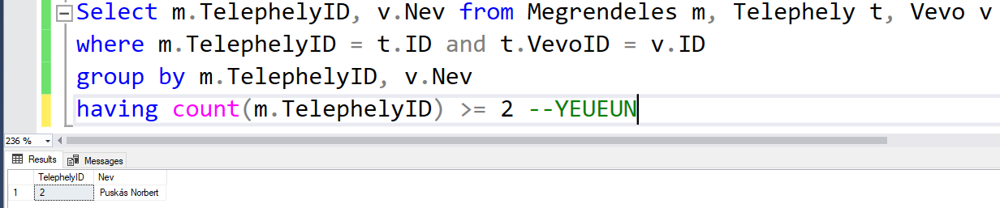 Select m.TelephelyID, v.Nev from Megrendeles m, Telephely t, Vevo v
where m.TelephelyID = t.ID and t.VevoID = v.ID
group by m.TelephelyID, v.Nev
having count(m.TelephelyID) >= 2 --YEUEUN
236 %
Results Messages
TelephelyID Nev
1 2 Puskás Norbert